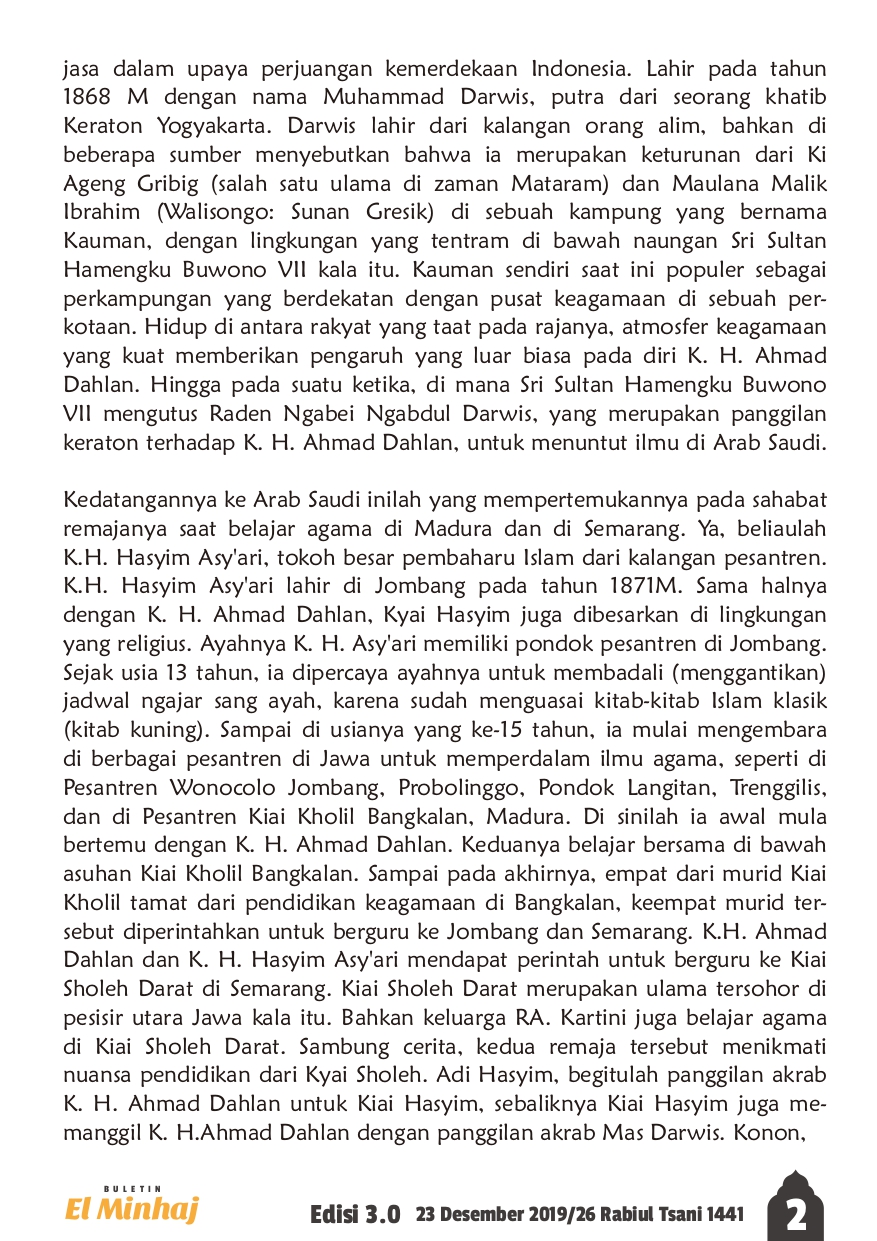 jasa dalam upaya perjuangan kemerdekaan Indonesia. Lahir pada tahun
1868 M dengan nama Muhammad Darwis, putra dari seorang khatib
Keraton Yogyakarta. Darwis lahir dari kalangan orang alim, bahkan di
beberapa sumber menyebutkan bahwa ia merupakan keturunan dari Ki
Ageng Gribig (salah satu ulama di zaman Mataram) dan Maulana Malik
Ibrahim (Walisongo: Sunan Gresik) di sebuah kampung yang bernama
Kauman, dengan lingkungan yang tentram di bawah naungan Sri Sultan
Hamengku Buwono VII kala itu. Kauman sendiri saat ini populer sebagai
perkampungan yang berdekatan dengan pusat keagamaan di sebuah per-
kotaan. Hidup di antara rakyat yang taat pada rajanya, atmosfer keagamaan
yang kuat memberikan pengaruh yang luar biasa pada diri K. H. Ahmad
Dahlan. Hingga pada suatu ketika, di mana Sri Sultan Hamengku Buwono
VII mengutus Raden Ngabei Ngabdul Darwis, yang merupakan panggilan
keraton terhadap K. H. Ahmad Dahlan, untuk menuntut ilmu di Arab Saudi.
Kedatangannya ke Arab Saudi inilah yang mempertemukannya pada sahabat
remajanya saat belajar agama di Madura dan di Semarang. Ya, beliaulah
K.H. Hasyim Asy'ari, tokoh besar pembaharu Islam dari kalangan pesantren.
K.H. Hasyim Asy'ari lahir di Jombang pada tahun 1871M. Sama halnya
dengan K. H. Ahmad Dahlan, Kyai Hasyim juga dibesarkan di lingkungan
yang religius. Ayahnya K. H. Asy'ari memiliki pondok pesantren di Jombang.
Sejak usia 13 tahun, ia dipercaya ayahnya untuk membadali (menggantikan)
jadwal ngajar sang ayah, karena sudah menguasai kitab-kitab Islam klasik
(kitab kuning). Sampai di usianya yang ke-15 tahun, ia mulai mengembara
di berbagai pesantren di Jawa untuk memperdalam ilmu agama, seperti di
Pesantren Wonocolo Jombang, Probolinggo, Pondok Langitan, Trenggilis,
dan di Pesantren Kiai Kholil Bangkalan, Madura. Di sinilah ia awal mula
bertemu dengan K. H. Ahmad Dahlan. Keduanya belajar bersama di bawah
asuhan Kiai Kholil Bangkalan. Sampai pada akhirnya, empat dari murid Kiai
Kholil tamat dari pendidikan keagamaan di Bangkalan, keempat murid ter-
sebut diperintahkan untuk berguru ke Jombang dan Semarang. K.H. Ahmad
Dahlan dan K. H. Hasyim Asy'ari mendapat perintah untuk berguru ke Kiai
Sholeh Darat di Semarang. Kiai Sholeh Darat merupakan ulama tersohor di
pesisir utara Jawa kala itu. Bahkan keluarga RA. Kartini juga belajar agama
di Kiai Sholeh Darat. Sambung cerita, kedua remaja tersebut menikmati
nuansa pendidikan dari Kyai Sholeh. Adi Hasyim, begitulah panggilan akrab
K. H. Ahmad Dahlan untuk Kiai Hasyim, sebaliknya Kiai Hasyim juga me-
manggil K. H.Ahmad Dahlan dengan panggilan akrab Mas Darwis. Konon,
BULETIN
El Minhaj
Edisi 3.0 23 Desember 2019/26 Rabiul Tsani 1441
2